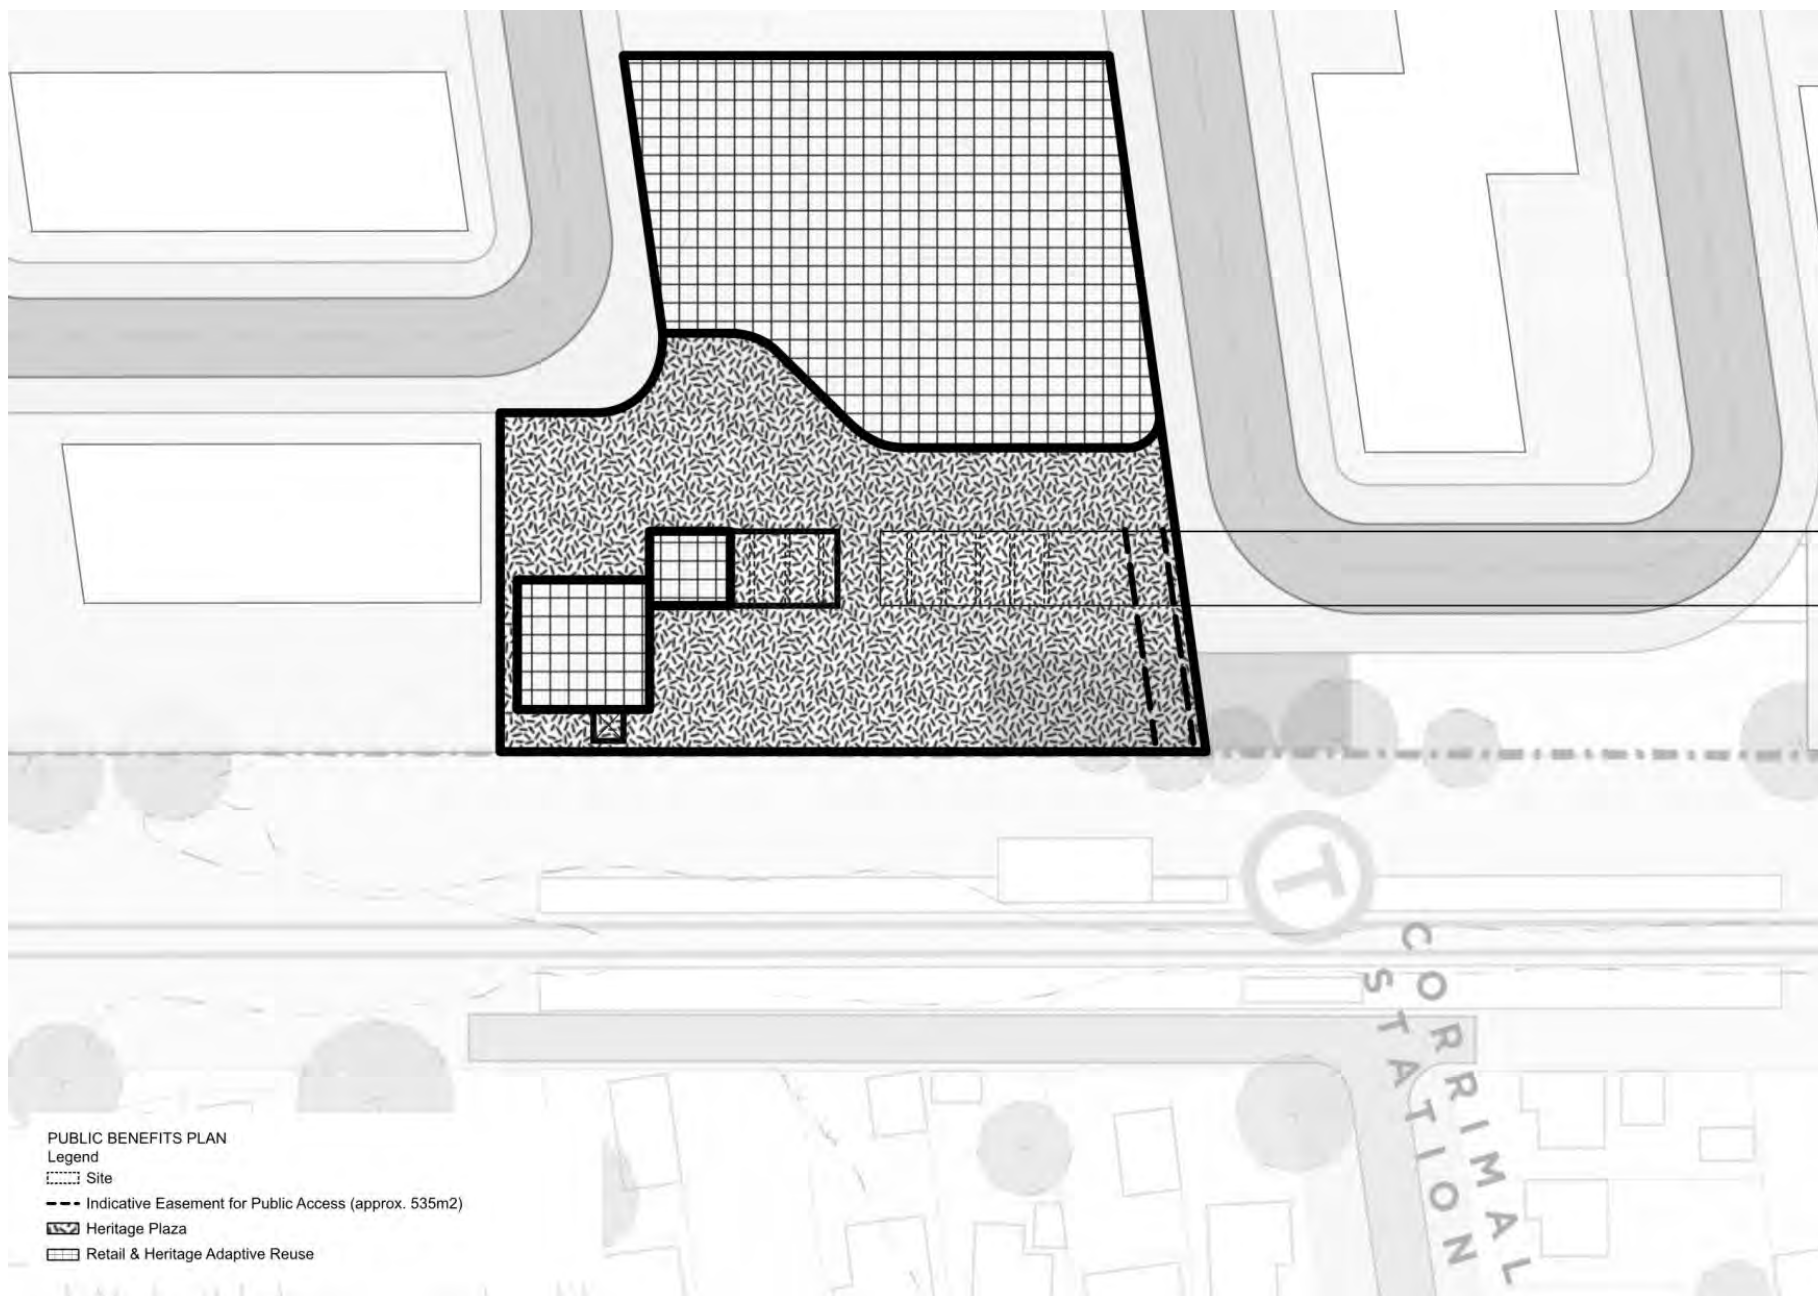 T
CORRIMAL
STATION
PUBLIC BENEFITS PLAN
Legend
Site
Indicative Easement for Public Access (approx. 535m2)
Heritage Plaza
Retail & Heritage Adaptive Reuse